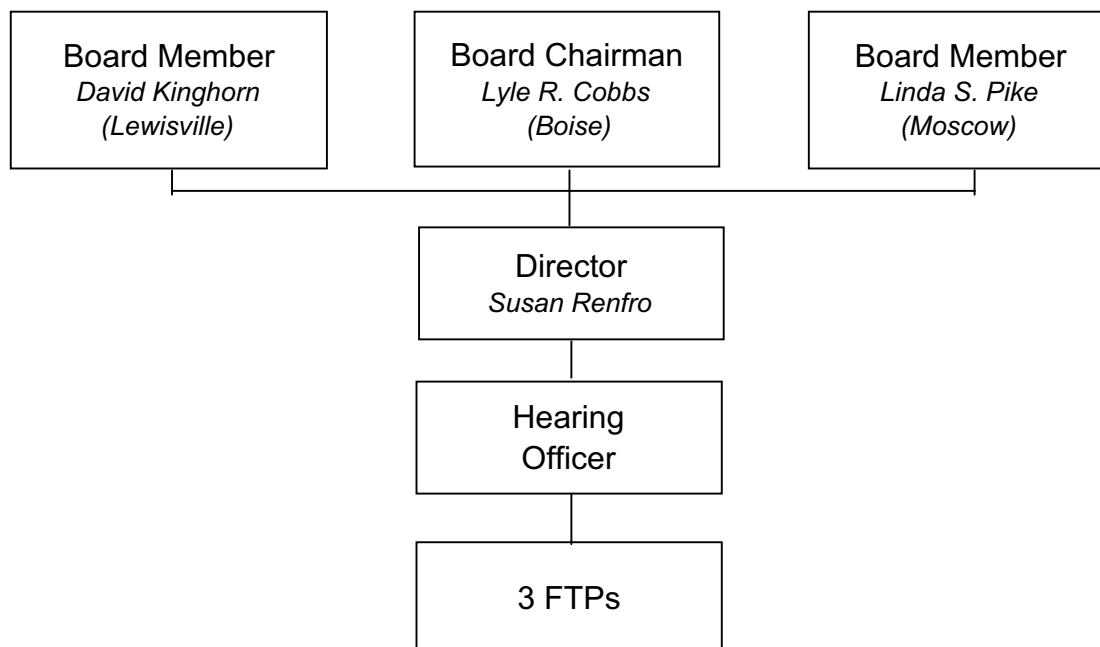 Board Member
David Kinghorn
(Lewisville)
Board Chairman
Lyle R. Cobbs
(Boise)
Board Member
Linda S. Pike
(Moscow)
Director
Susan Renfro
Hearing
Officer
3 FTPs